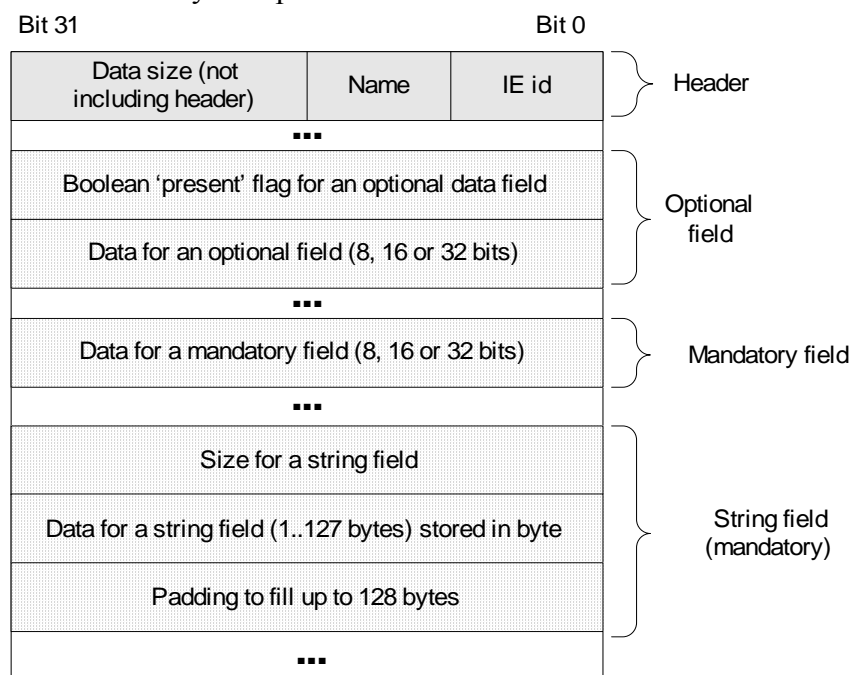 Bit 31
Bit 0
Data size (not
including header)
Name
IE id
Header
...
Boolean ‘present’ flag for an optional data field
Data for an optional field (8, 16 or 32 bits)
Optional
field
...
Data for a mandatory field (8, 16 or 32 bits)
Mandatory field
...
Size for a string field
Data for a string field (1..127 bytes) stored in byte
Padding to fill up to 128 bytes
String field
(mandatory)
...